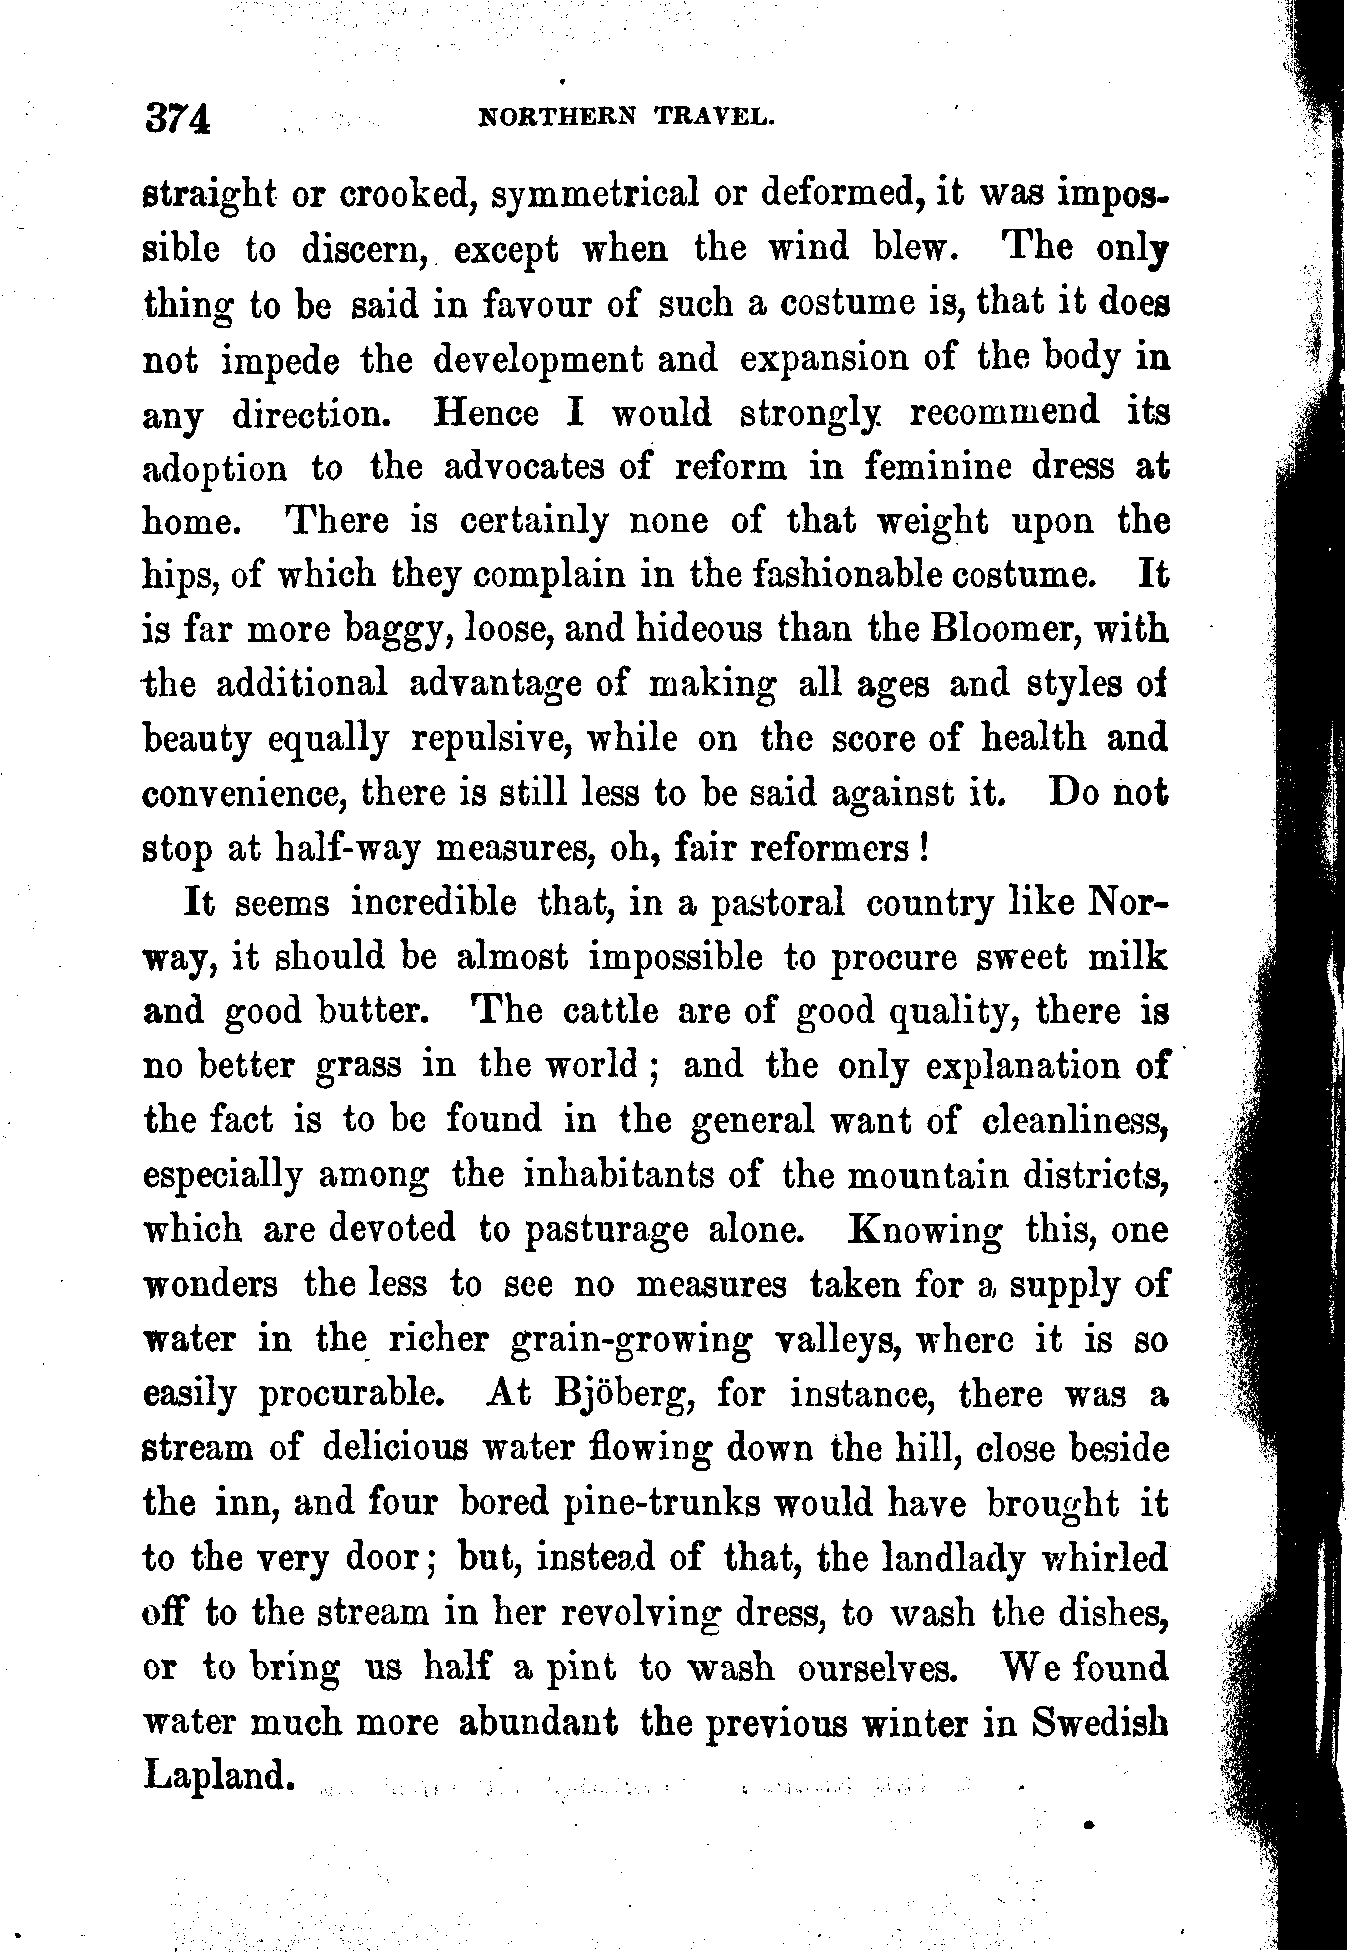 374 NORTHERN TRAVEL.
straight or crooked, symmetrical or deformed, it was impos-
sible to discern, except when the wind blew. The only
thing to be said in favour of such a costume is, that it does
not impede the development and expansion of the body in
any direction. Hence I would strongly recommend its
adoption to the advocates of reform in feminine dress at
home. There is certainly none of that weight upon the
hips, of which they complain in the fashionable costume. It
is far more baggy, loose, and hideous than the Bloomer, with
the additional advantage of making all ages and styles of
beauty equally repulsive, while on the score of health and
convenience, there is still less to be said against it. Do not
stop at half-way measures, oh, fair reformers!
It seems incredible that, in a pastoral country like Nor-
way, it should be almost impossible to procure sweet milk
and good butter. The cattle are of good quality, there is
no better grass in the world; and the only explanation of
the fact is to be found in the general want of cleanliness,
especially among the inhabitants of the mountain districts,
which are devoted to pasturage alone. Knowing this, one
wonders the less to see no measures taken for a supply of
water in the richer grain-growing valleys, where it is so
easily procurable. At Bjöberg, for instance, there was a
stream of delicious water flowing down the hill, close beside
the inn, and four bored pine-trunks would have brought it
to the very door; but, instead of that, the landlady whirled
off to the stream in her revolving dress, to wash the dishes,
or to bring us half a pint to wash ourselves. We found
water much more abundant the previous winter in Swedish
Lapland.